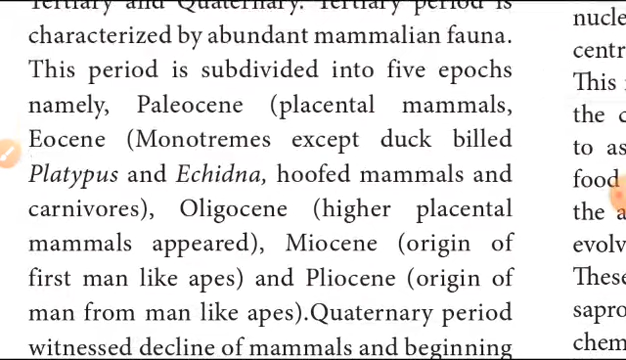 Tertiary and Quaternary. Tertiary period is
characterized by abundant mammalian fauna.
This period is subdivided into five epochs
namely, Paleocene (placental mammals,
Eocene (Monotremes except duck billed
Platypus and Echidna, hoofed mammals and
carnivores), Oligocene (higher placental
mammals appeared), Miocene (origin of
first man like apes) and Pliocene (origin of
man from man like apes).Quaternary period
witnessed decline of mammals and beginning
nucle
centr
This
the c
to as
food
the a
evolv
These
sapro
chem